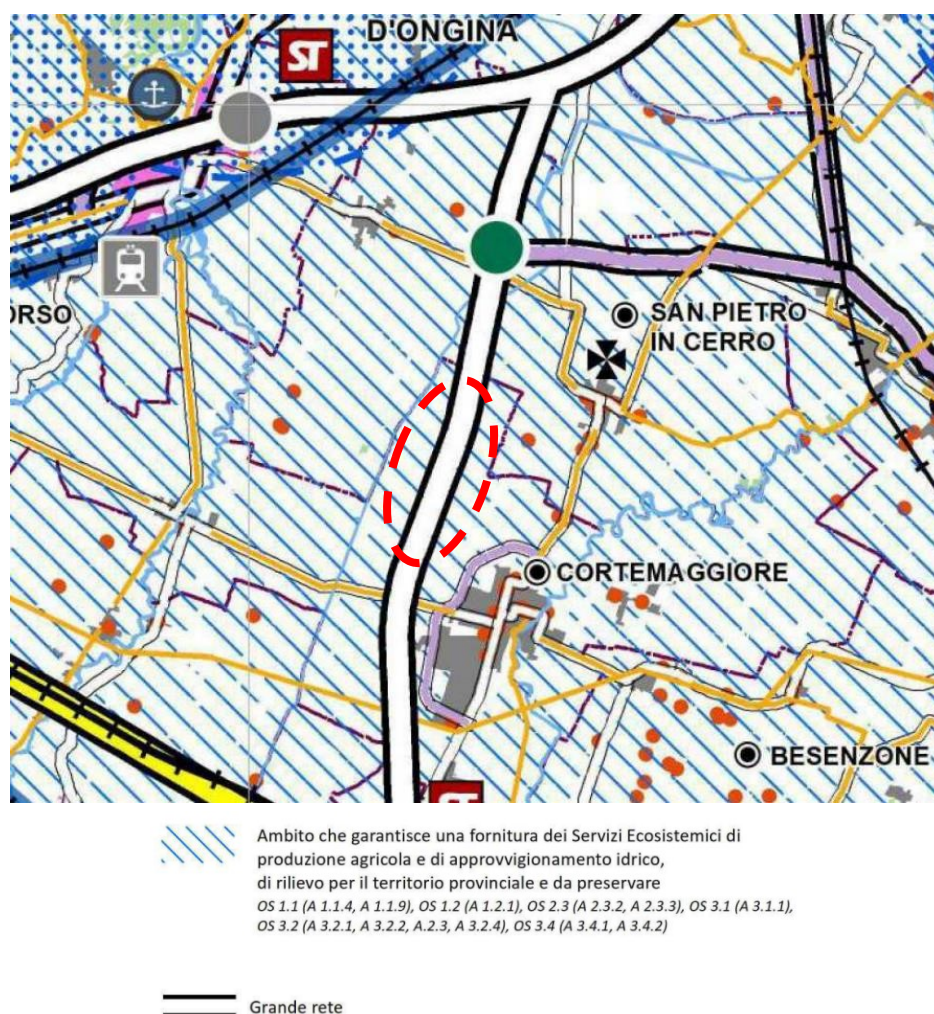 D'ONGINA
ST
ORSO
SAN PIETRO
IN CERRO
CORTEMAGGIORE
BESENZONE
ST
Ambito che garantisce una fornitura dei Servizi Ecosistemici di
produzione agricola e di approvvigionamento idrico,
di rilievo per il territorio provinciale e da preservare
OS 1.1 (A 1.1.4, A 1.1.9), OS 1.2 (A 1.2.1), OS 2.3 (A 2.3.2, A 2.3.3), OS 3.1 (A 3.1.1),
OS 3.2 (A 3.2.1, A 3.2.2, A.2.3, A 3.2.4), OS 3.4 (A 3.4.1, A 3.4.2)
Grande rete